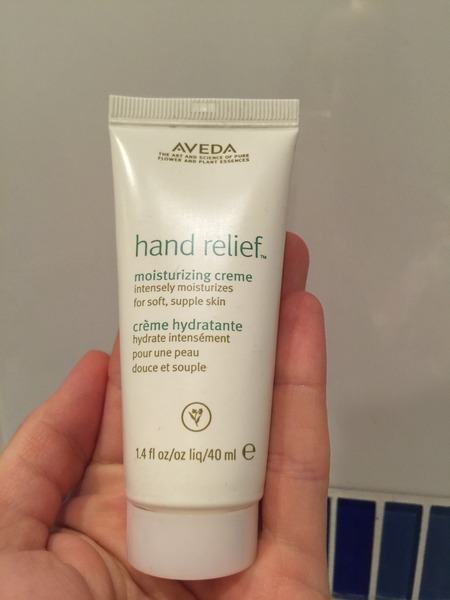 AVEDA
THE ART AND SCIENCE OF PURE
FLOWER AND PLANT ESSENCES
hand relief™
moisturizing creme
intensely moisturizes
for soft, supple skin
crème hydratante
hydrate intensément
pour une peau
douce et souple
1.4 fl oz/oz liq/40 ml ℮